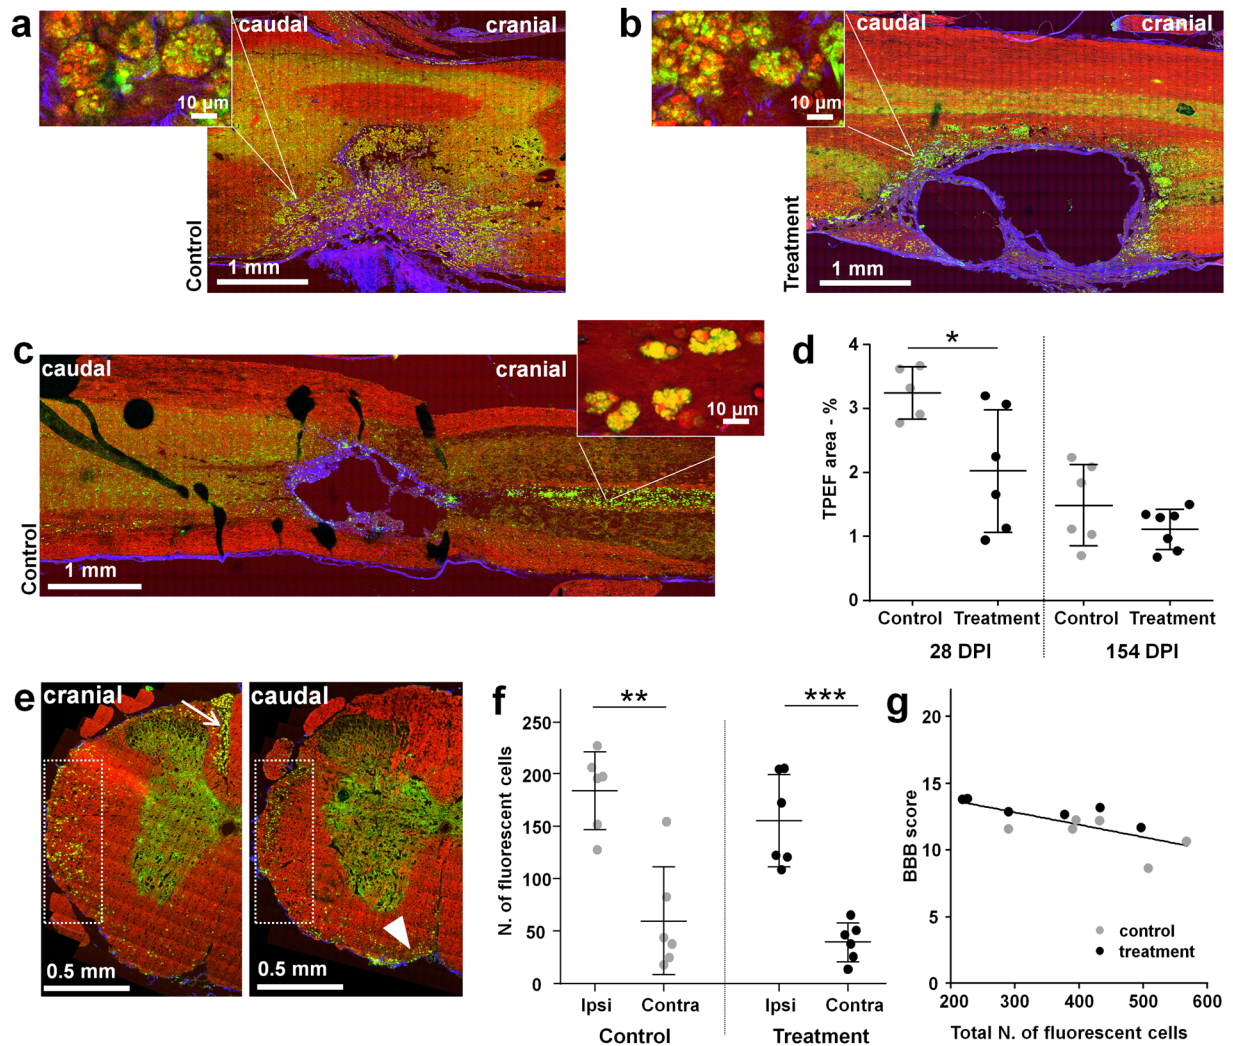 a
caudal
cranial
10 µm
Control
1 mm
b
caudal
cranial
10 µm
Treatment
1 mm
c
caudal
cranial
10 µm
Control
1 mm
d
*
TPEF area - %
4
3
2
1
0
Control
Treatment
Control
Treatment
28 DPI
154 DPI
e
cranial
caudal
0.5 mm
0.5 mm
f
**
***
N. of fluorescent cells
250
200
150
100
50
0
Ipsi
Contra
Ipsi
Contra
Control
Treatment
g
BBB score
20
15
10
5
0
control
treatment
200
300
400
500
600
Total N. of fluorescent cells